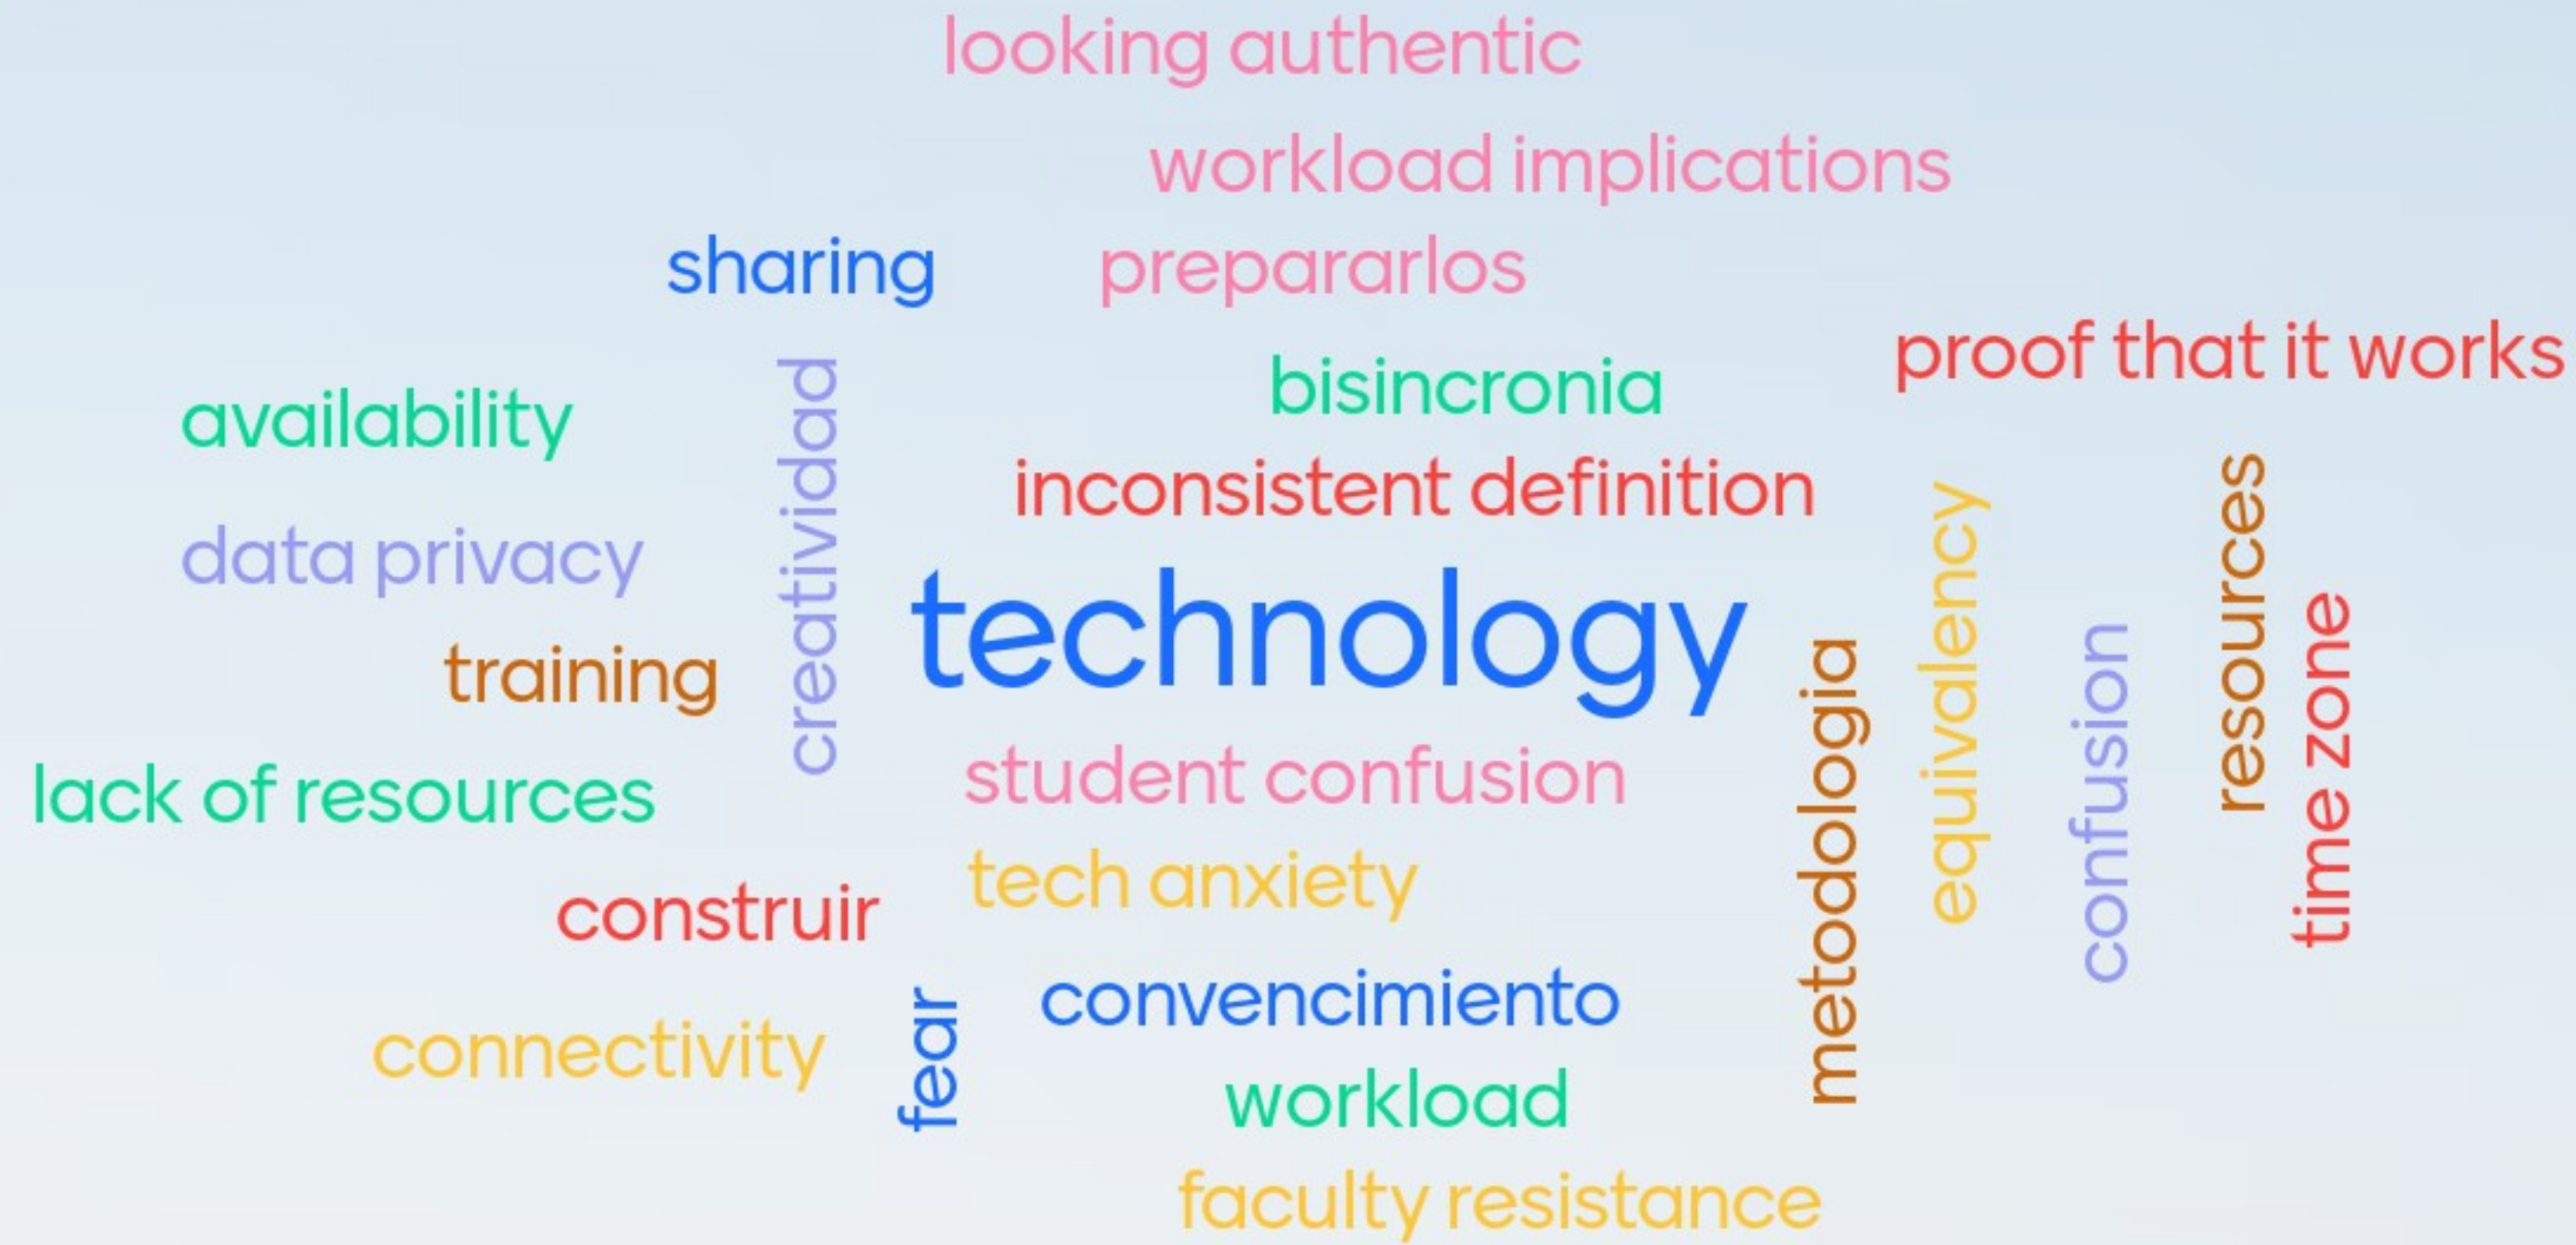 looking authentic
workload implications
sharing
prepararlos
proof that it works
bisincronia
availability
creatividad
inconsistent definition
resources
equivalency
data privacy
technology
time zone
confusion
metodologia
training
student confusion
lack of resources
tech anxiety
construir
convencimiento
fear
connectivity
workload
faculty resistance